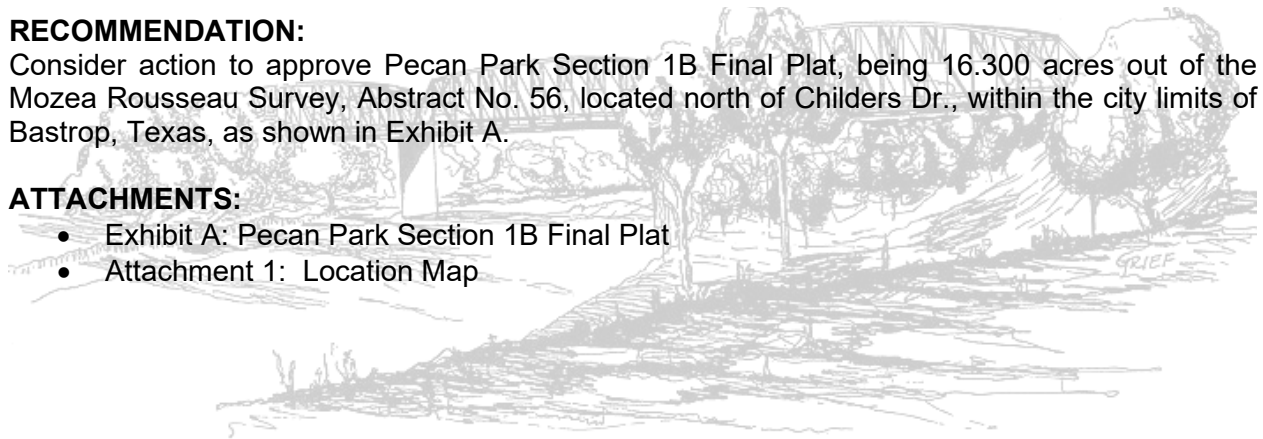 RECOMMENDATION:
Consider action to approve Pecan Park Section 1B Final Plat, being 16.300 acres out of the
Mozea Rousseau Survey, Abstract No. 56, located north of Childers Dr., within the city limits of
Bastrop, Texas, as shown in Exhibit A.
ATTACHMENTS:
• Exhibit A: Pecan Park Section 1B Final Plat
• Attachment 1: Location Map
GRIEF